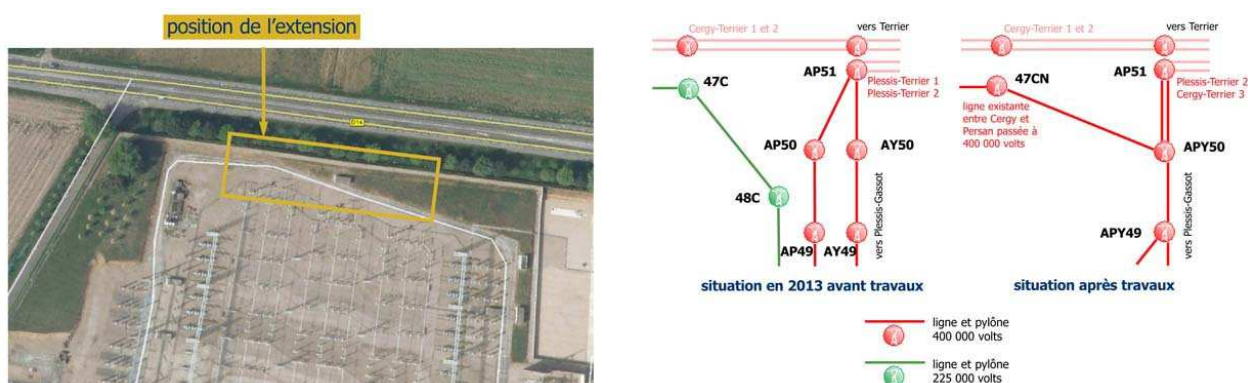 position de l'extension
D14
Cergy-Terrier 1 et 2
vers Terrier
47C
AP51
Plessis-Terrier 1
Plessis-Terrier 2
AP50
AY50
48C
vers Plessis-Gassot
AP49
AY49
situation en 2013 avant travaux
Cergy-Terrier 1 et 2
vers Terrier
47CN
AP51
Plessis-Terrier 2
Cergy-Terrier 3
ligne existante
entre Cergy et
Persan passée à
400 000 volts
APY50
vers Plessis-Gassot
APY49
situation après travaux
ligne et pylône
400 000 volts
ligne et pylône
225 000 volts